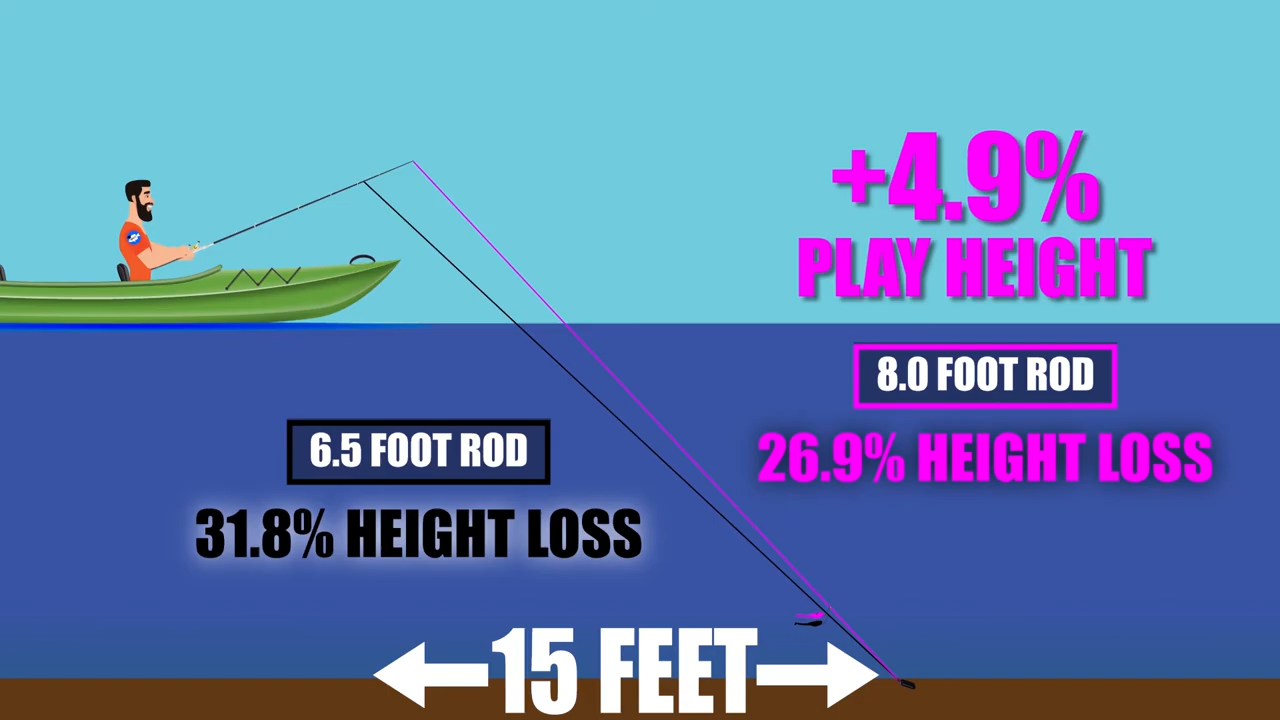 +4.9%
PLAY HEIGHT
8.0 FOOT ROD
26.9% HEIGHT LOSS
6.5 FOOT ROD
31.8% HEIGHT LOSS
15 FEET